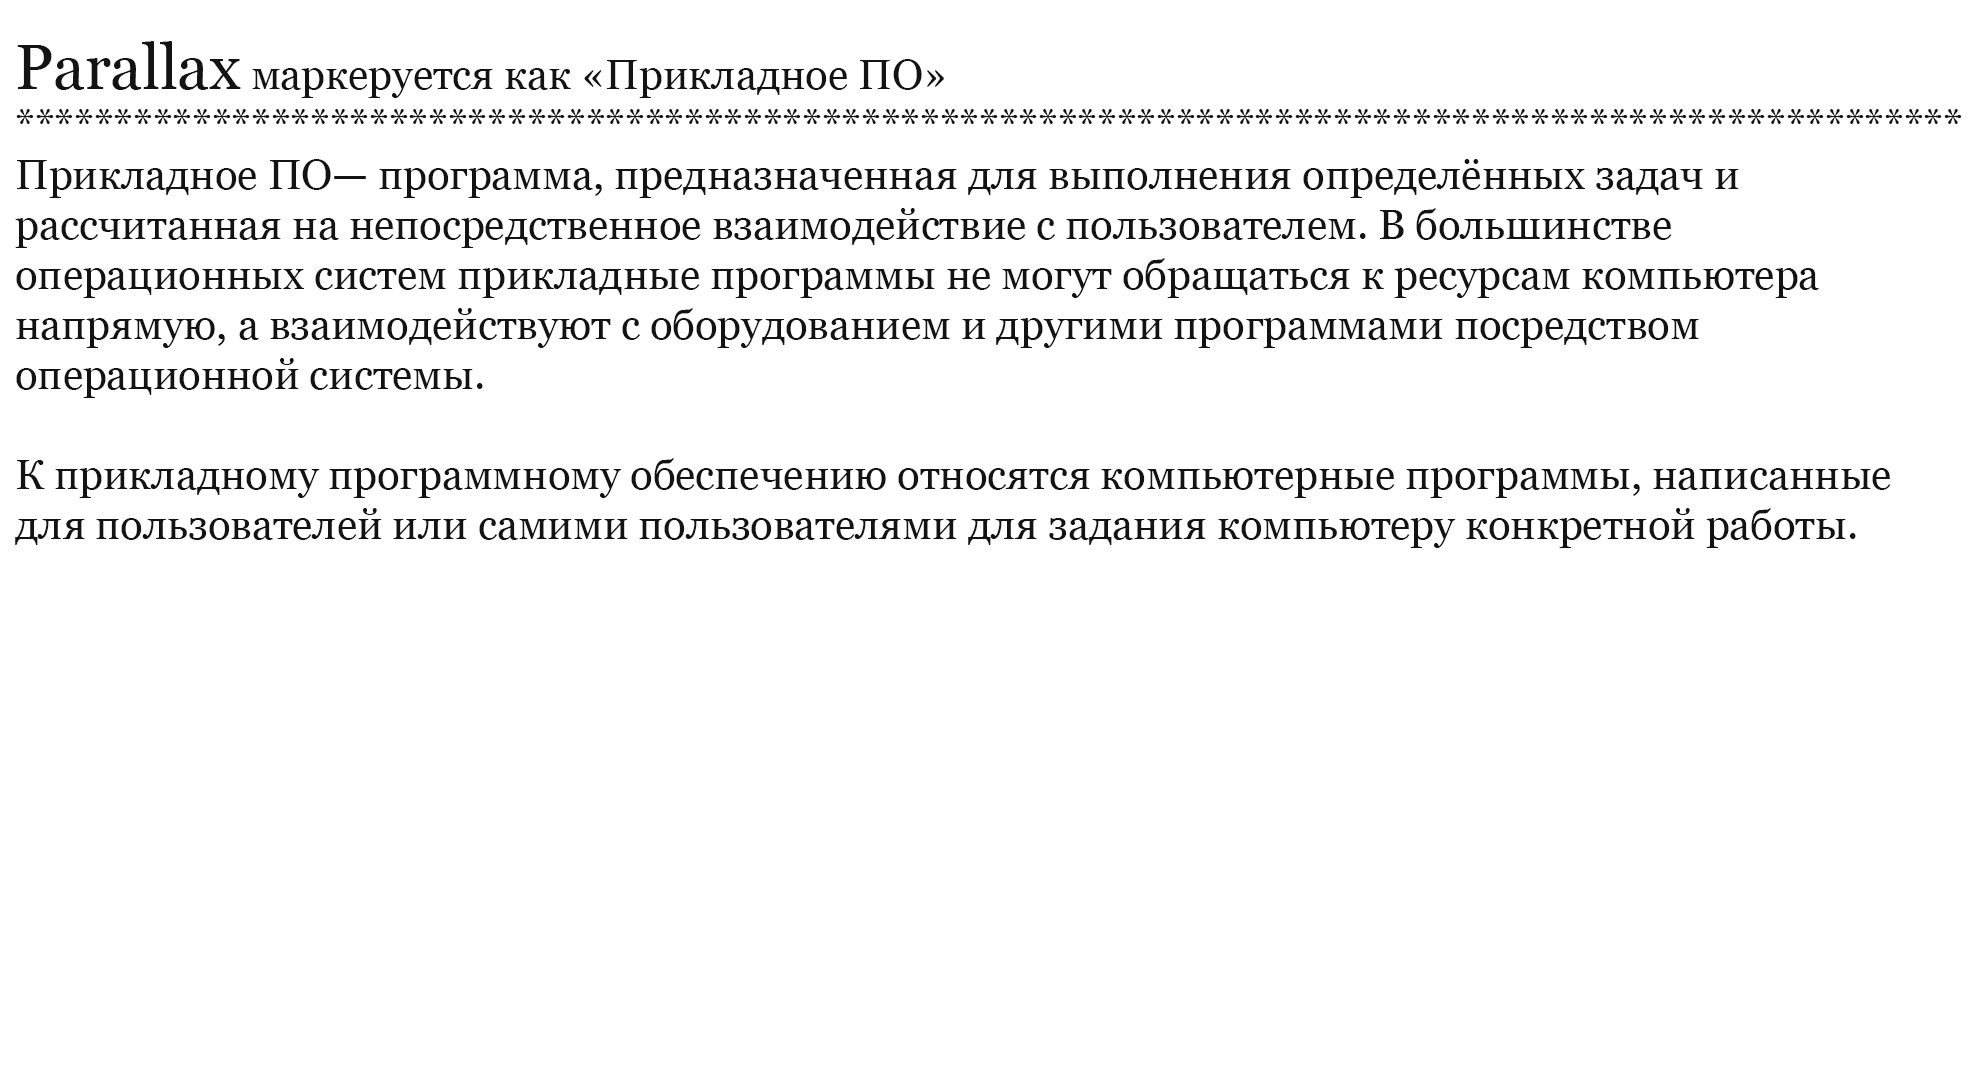 Parallax маркеруется как «Прикладное ПО»
***************************************************************************************************
Прикладное ПО— программа, предназначенная для выполнения определённых задач и
рассчитанная на непосредственное взаимодействие с пользователем. В большинстве
операционных систем прикладные программы не могут обращаться к ресурсам компьютера
напрямую, а взаимодействуют с оборудованием и другими программами посредством
операционной системы.
К прикладному программному обеспечению относятся компьютерные программы, написанные
для пользователей или самими пользователями для задания компьютеру конкретной работы.